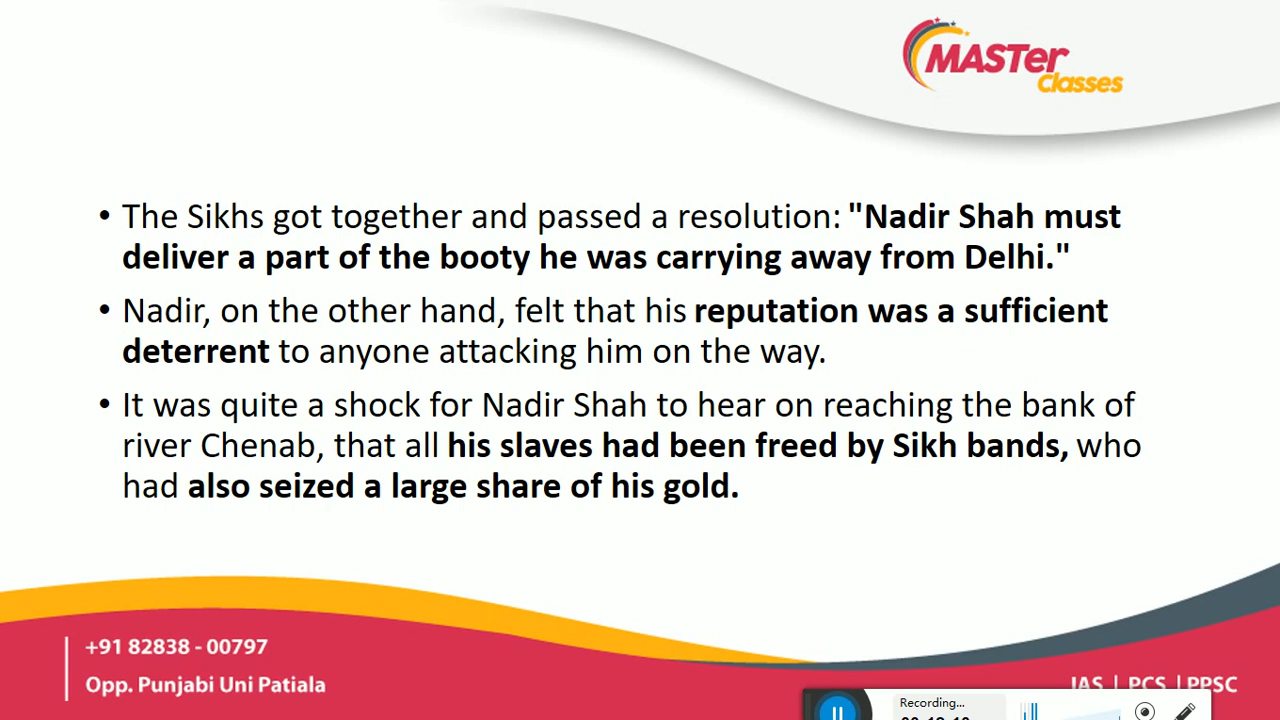 MASTer
Classes
• The Sikhs got together and passed a resolution: "Nadir Shah must
deliver a part of the booty he was carrying away from Delhi."
• Nadir, on the other hand, felt that his reputation was a sufficient
deterrent to anyone attacking him on the way.
• It was quite a shock for Nadir Shah to hear on reaching the bank of
river Chenab, that all his slaves had been freed by Sikh bands, who
had also seized a large share of his gold.
+91 82838 - 00797
Opp. Punjabi Uni Patiala
IAS | PCS | PPSC
Recording...